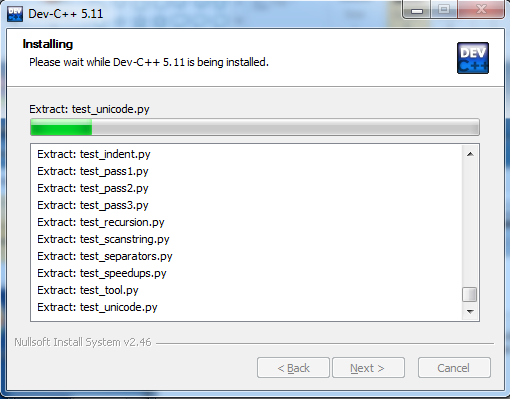 Dev-C++ 5.11
Installing
Please wait while Dev-C++ 5.11 is being installed.
DEV
C++
Extract: test_unicode.py
Extract: test_indent.py
Extract: test_pass1.py
Extract: test_pass2.py
Extract: test_pass3.py
Extract: test_recursion.py
Extract: test_scanstring.py
Extract: test_separators.py
Extract: test_speedups.py
Extract: test_tool.py
Extract: test_unicode.py
Nullsoft Install System v2.46
< Back
Next >
Cancel